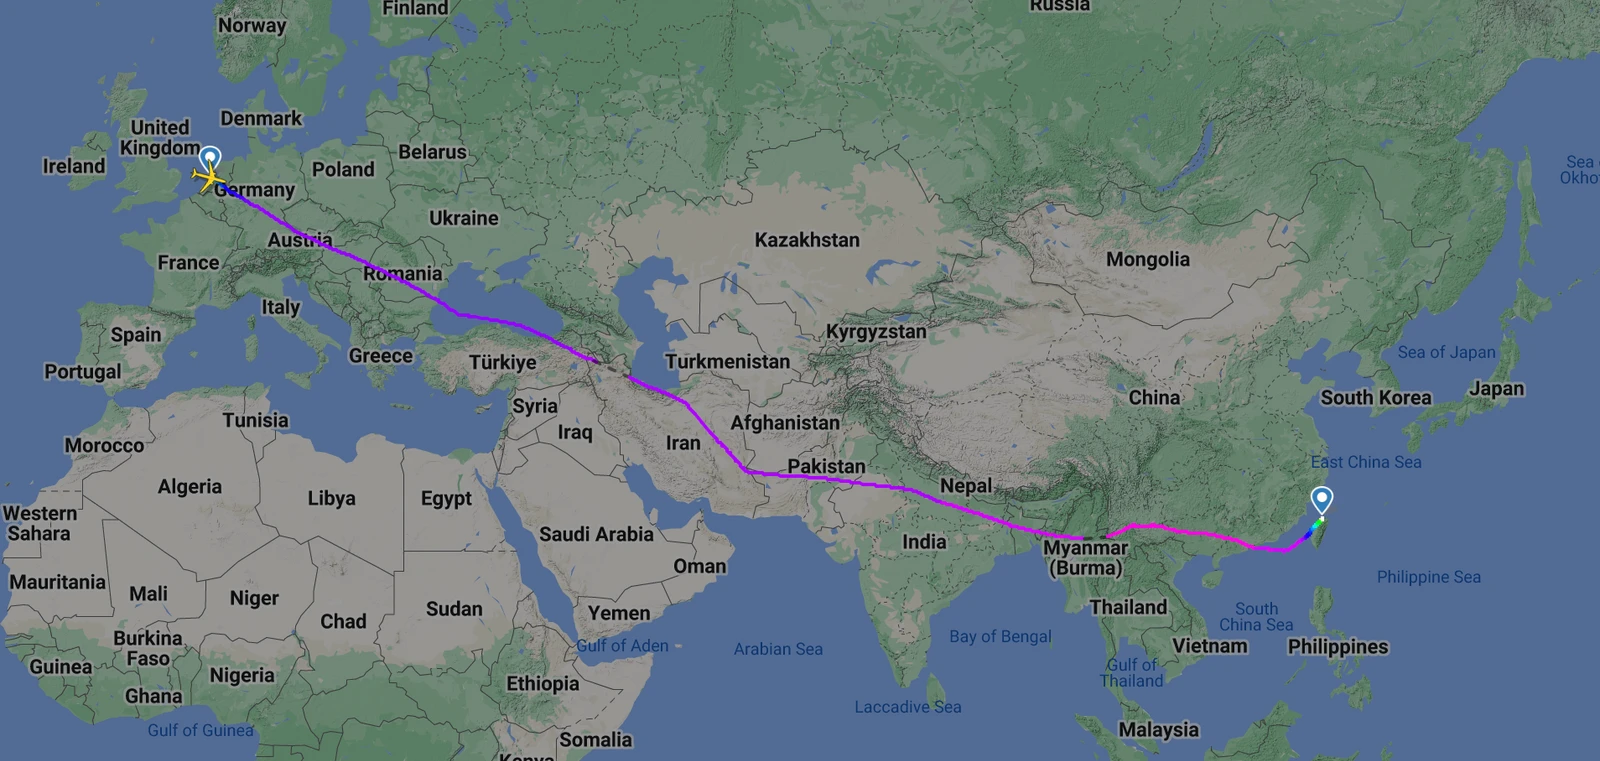 Finland
Russia
Norway
Denmark
United
Kingdom
Ireland
Belarus
Poland
Germany
Sea
Okho
Ukraine
Austria
Kazakhstan
Mongolia
France
Romania
Italy
Spain
Kyrgyzstan
Sea of Japan
Greece
Türkiye
Turkmenistan
Portugal
Japan
South Korea
China
Syria
Tunisia
Afghanistan
Iraq
Iran
Morocco
East China Sea
Pakistan
Algeria
Nepal
Libya
Egypt
Western
Sahara
Saudi Arabia
India
Myanmar
(Burma)
Oman
Philippine Sea
Mauritania
Mali
Niger
Sudan
Yemen
Thailand
South
China Sea
Chad
Bay of Bengal
Burkina
Faso
Gulf of Aden
Arabian Sea
Vietnam
Philippines
Guinea
Nigeria
Gulf of
Thailand
Ethiopia
Ghana
Laccadive Sea
Gulf of Guinea
Malaysia
Somalia
Kenya